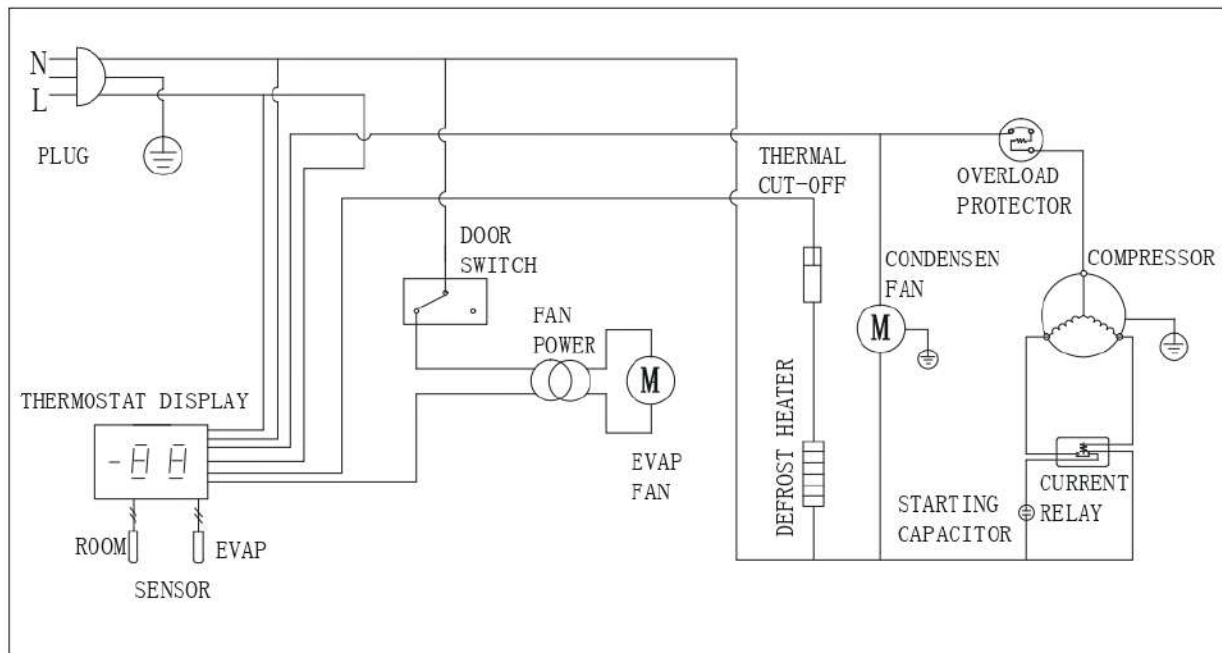 N
L
PLUG
THERMAL
CUT-OFF
OVERLOAD
PROTECTOR
DOOR
SWITCH
CONDENSEN
FAN
COMPRESSOR
FAN
POWER
M
M
THERMOSTAT DISPLAY
-88
EVAP
FAN
DEFROST HEATER
STARTING
CAPACITOR
CURRENT
RELAY
ROOM
EVAP
SENSOR